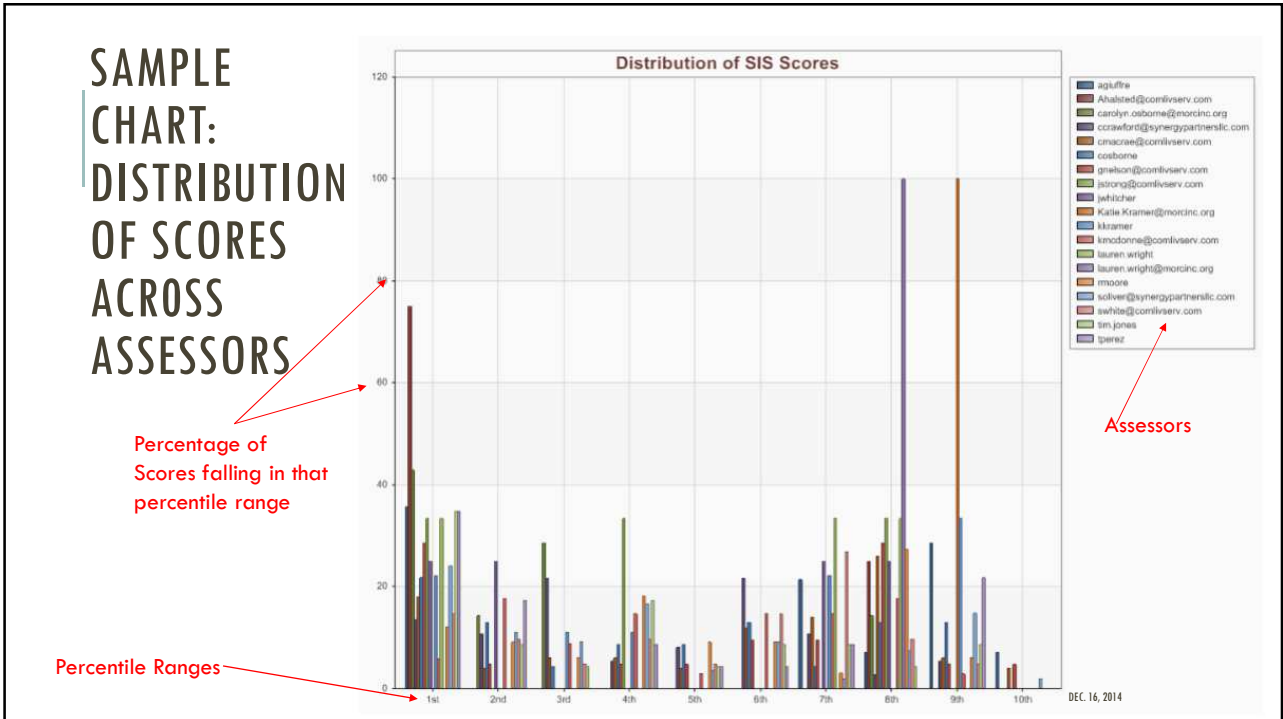 SAMPLE
CHART:
DISTRIBUTION
OF SCORES
ACROSS
ASSESSORS
Distribution of SIS Scores
120
100
80
60
40
20
0
1st 2nd 3rd 4th 5th 6th 7th 8th 9th 10th
agiuffre
Ahalsted@comlivserv.com
carolyn.osborne@morcinc.org
ccrawford@synergypartnersllc.com
cmacrae@comlivserv.com
cosborne
gnelson@comlivserv.com
jstrong@comlivserv.com
jwhitcher
Katie.Kramer@morcinc.org
kkramer
kmcdonne@comlivserv.com
lauren.wright
lauren.wright@morcinc.org
rmoore
soliver@synergypartnersllc.com
swhite@comlivserv.com
tim.jones
tperez
Assessors
Percentage of
Scores falling in that
percentile range
Percentile Ranges
DEC. 16, 2014